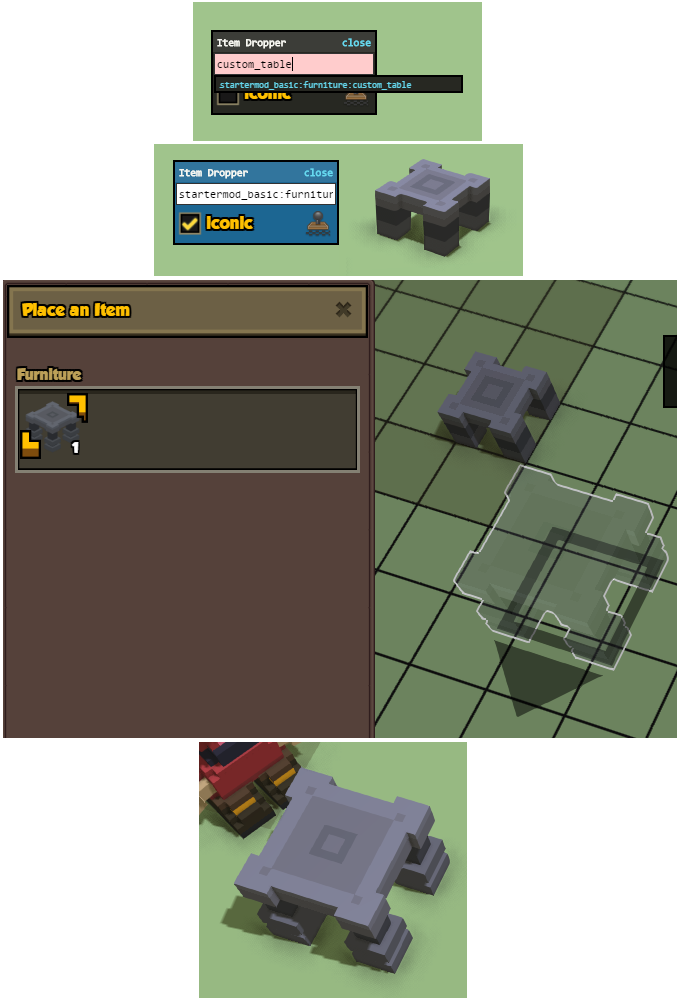 Item Dropper close
custom_table
startermod_basic:furniture:custom_table
iconic
Item Dropper close
startermod_basic:furnitur
iconic
Place an Item
Furniture
1